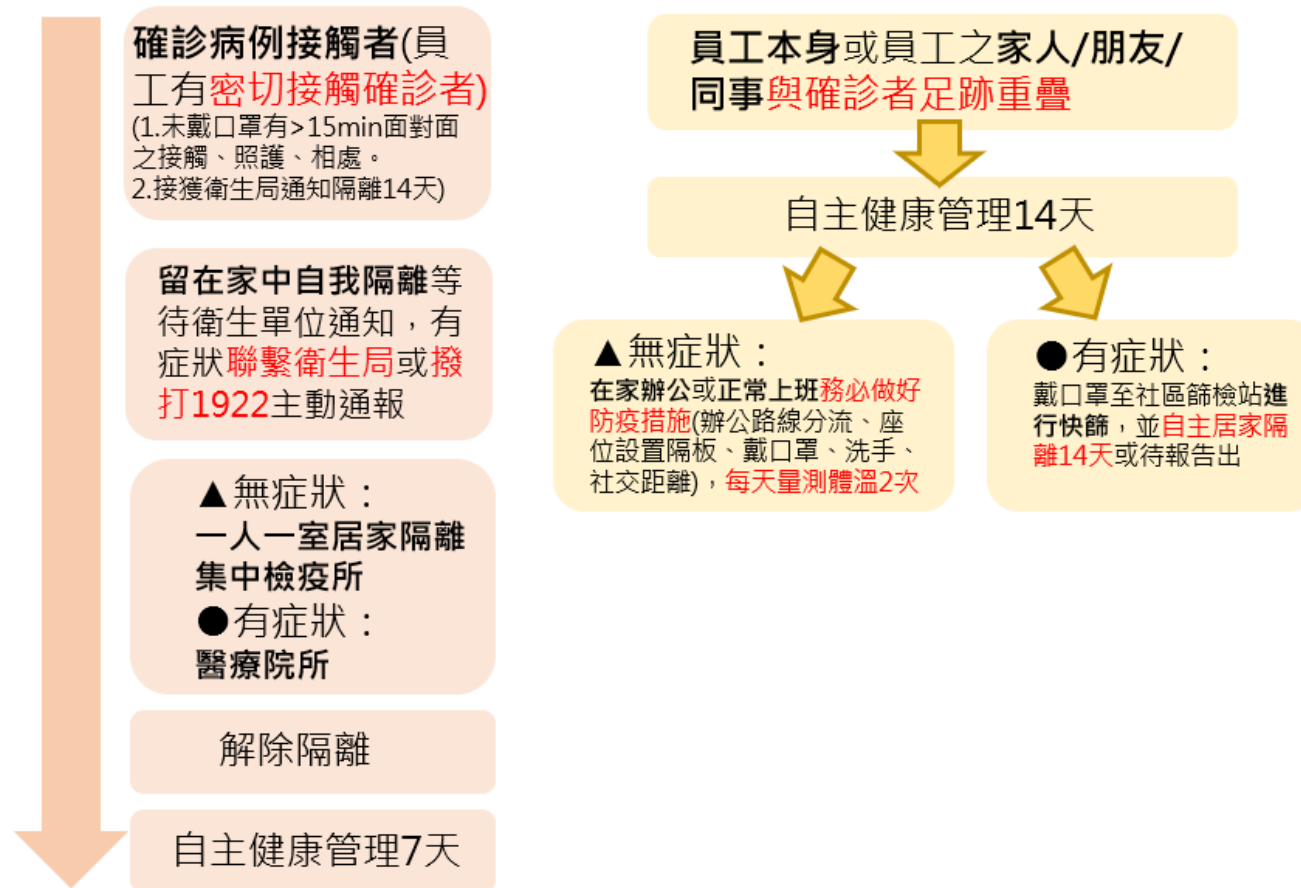 確診病例接觸者(員
工有密切接觸確診者)
(1.未戴口罩有>15min面對面
之接觸、照護、相處。
2.接獲衛生局通知隔離14天)
留在家中自我隔離等
待衛生單位通知，有
症狀聯繫衛生局或撥
打1922主動通報
▲無症狀：
一人一室居家隔離
集中檢疫所
●有症狀：
醫療院所
解除隔離
自主健康管理7天
員工本身或員工之家人/朋友/
同事與確診者足跡重疊
自主健康管理14天
▲無症狀：
在家辦公或正常上班務必做好
防疫措施(辦公路線分流、座
位設置隔板、戴口罩、洗手、
社交距離)，每天量測體溫2次
●有症狀：
戴口罩至社區篩檢站進
行快篩，並自主居家隔
離14天或待報告出